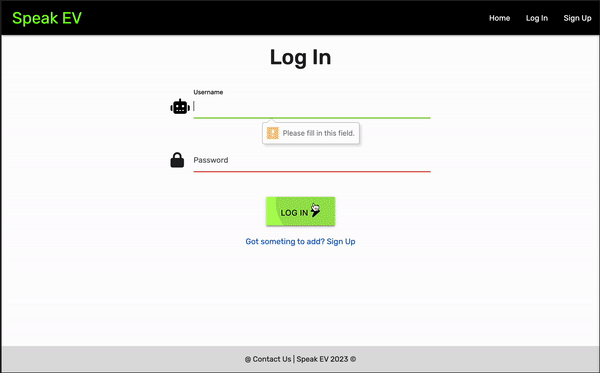 Speak EV
Home Log In Sign Up
Log In
Username
Please fill in this field.
Password
LOG IN
Got someting to add? Sign Up
@ Contact Us | Speak EV 2023 ©